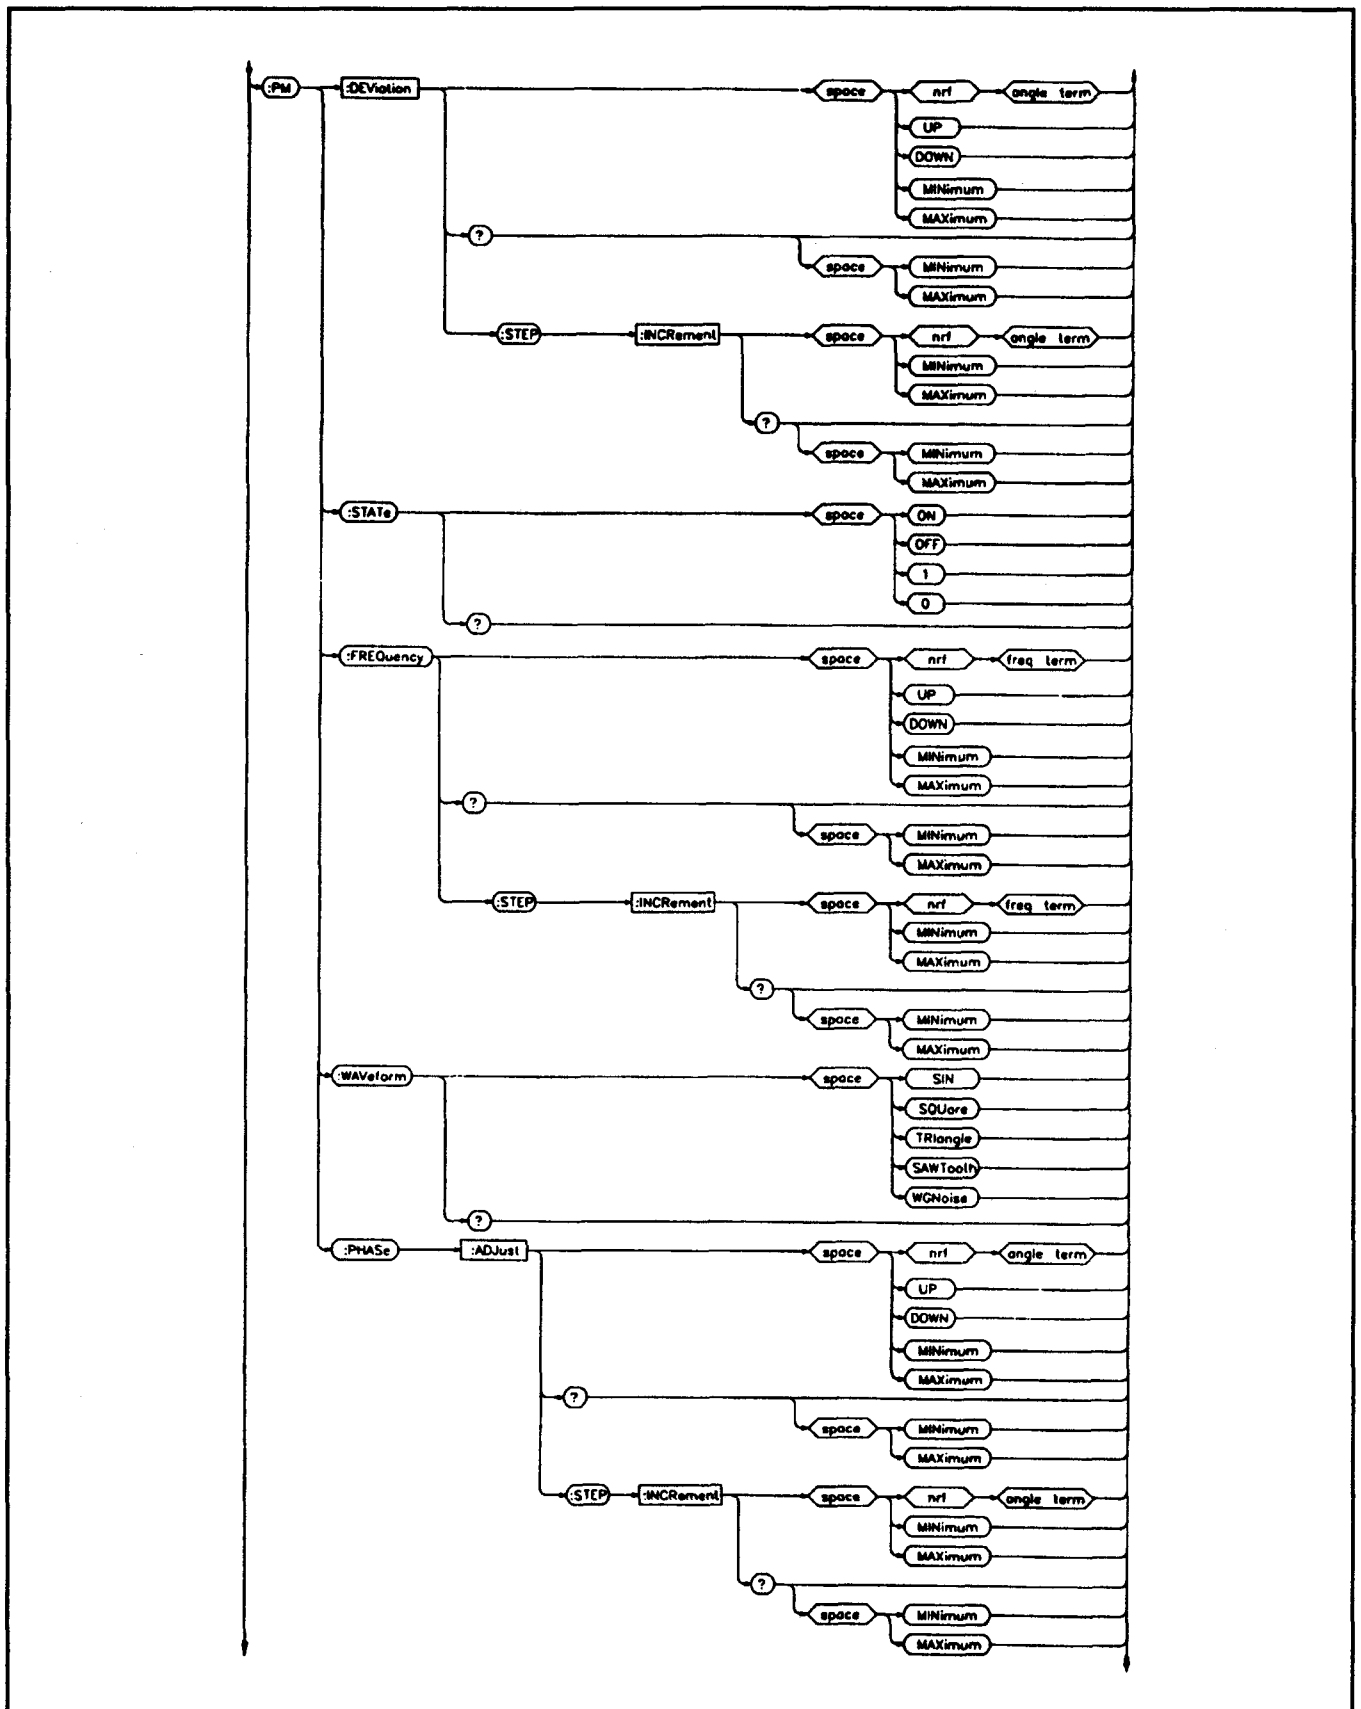 :PM :DEViation space nrf angle term
UP
DOWN
MINimum
MAXimum
?
space MINimum
MAXimum
:STEP :INCRement space nrf angle term
MINimum
MAXimum
?
space MINimum
MAXimum
:STATe space ON
OFF
1
0
?
:FREQuency space nrf freq term
UP
DOWN
MINimum
MAXimum
?
space MINimum
MAXimum
:STEP :INCRement space nrf freq term
MINimum
MAXimum
?
space MINimum
MAXimum
:WAVeform space SIN
SQUare
TRIangle
SAWTooth
WGNoise
?
:PHASe :ADJust space nrf angle term
UP
DOWN
MINimum
MAXimum
?
space MINimum
MAXimum
:STEP :INCRement space nrf angle term
MINimum
MAXimum
?
space MINimum
MAXimum